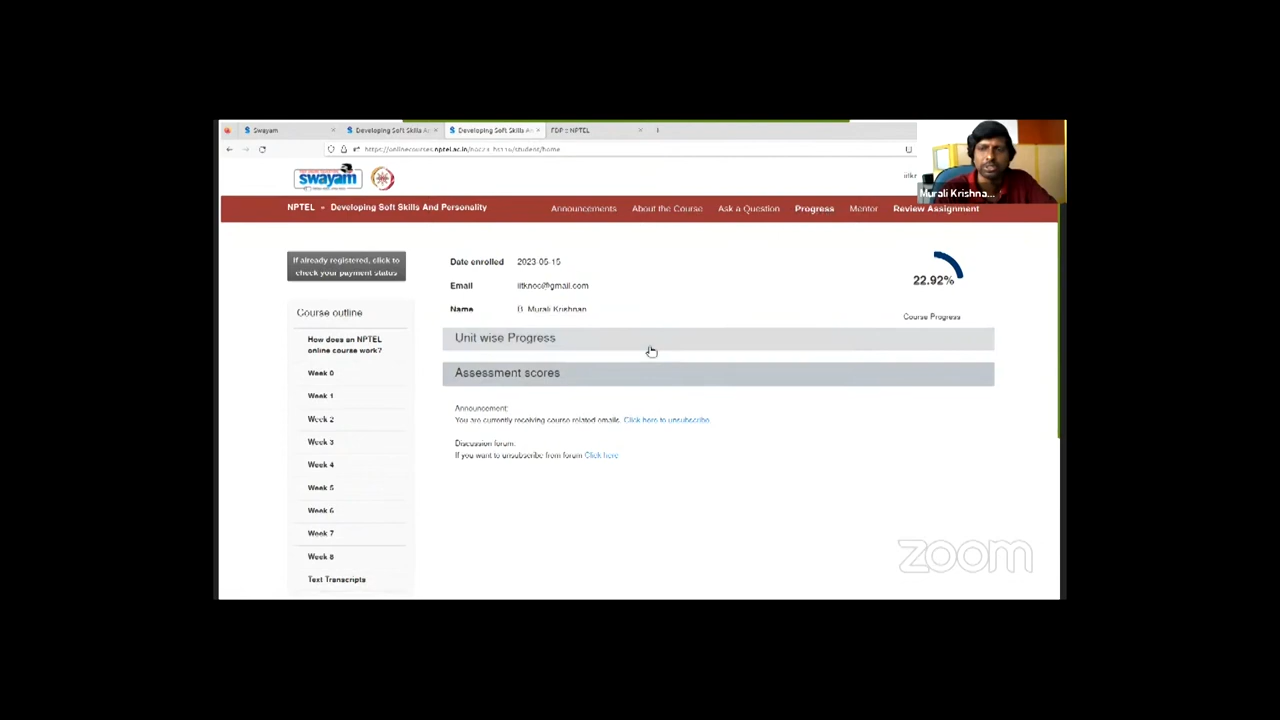 Swayam
Developing Soft Skills A
Developing Soft Skills A
FDP :: NPTEL
Murali Krishna...
swayam
NPTEL » Developing Soft Skills And Personality
Announcements About the Course Ask a Question Progress Mentor Review Assignment
If already registered, click to
check your payment status
Date enrolled 2023-05-15
Email iitknoc@gmail.com
Name B. Murali Krishnan
22.92%
Course Progress
Course outline
How does an NPTEL
online course work?
Week 0
Week 1
Week 2
Week 3
Week 4
Week 5
Week 6
Week 7
Week 8
Text Transcripts
Unit wise Progress
Assessment scores
Announcement:
You are currently receiving course related emails. Click here to unsubscribe
Discussion forum:
If you want to unsubscribe from forum Click here
zoom